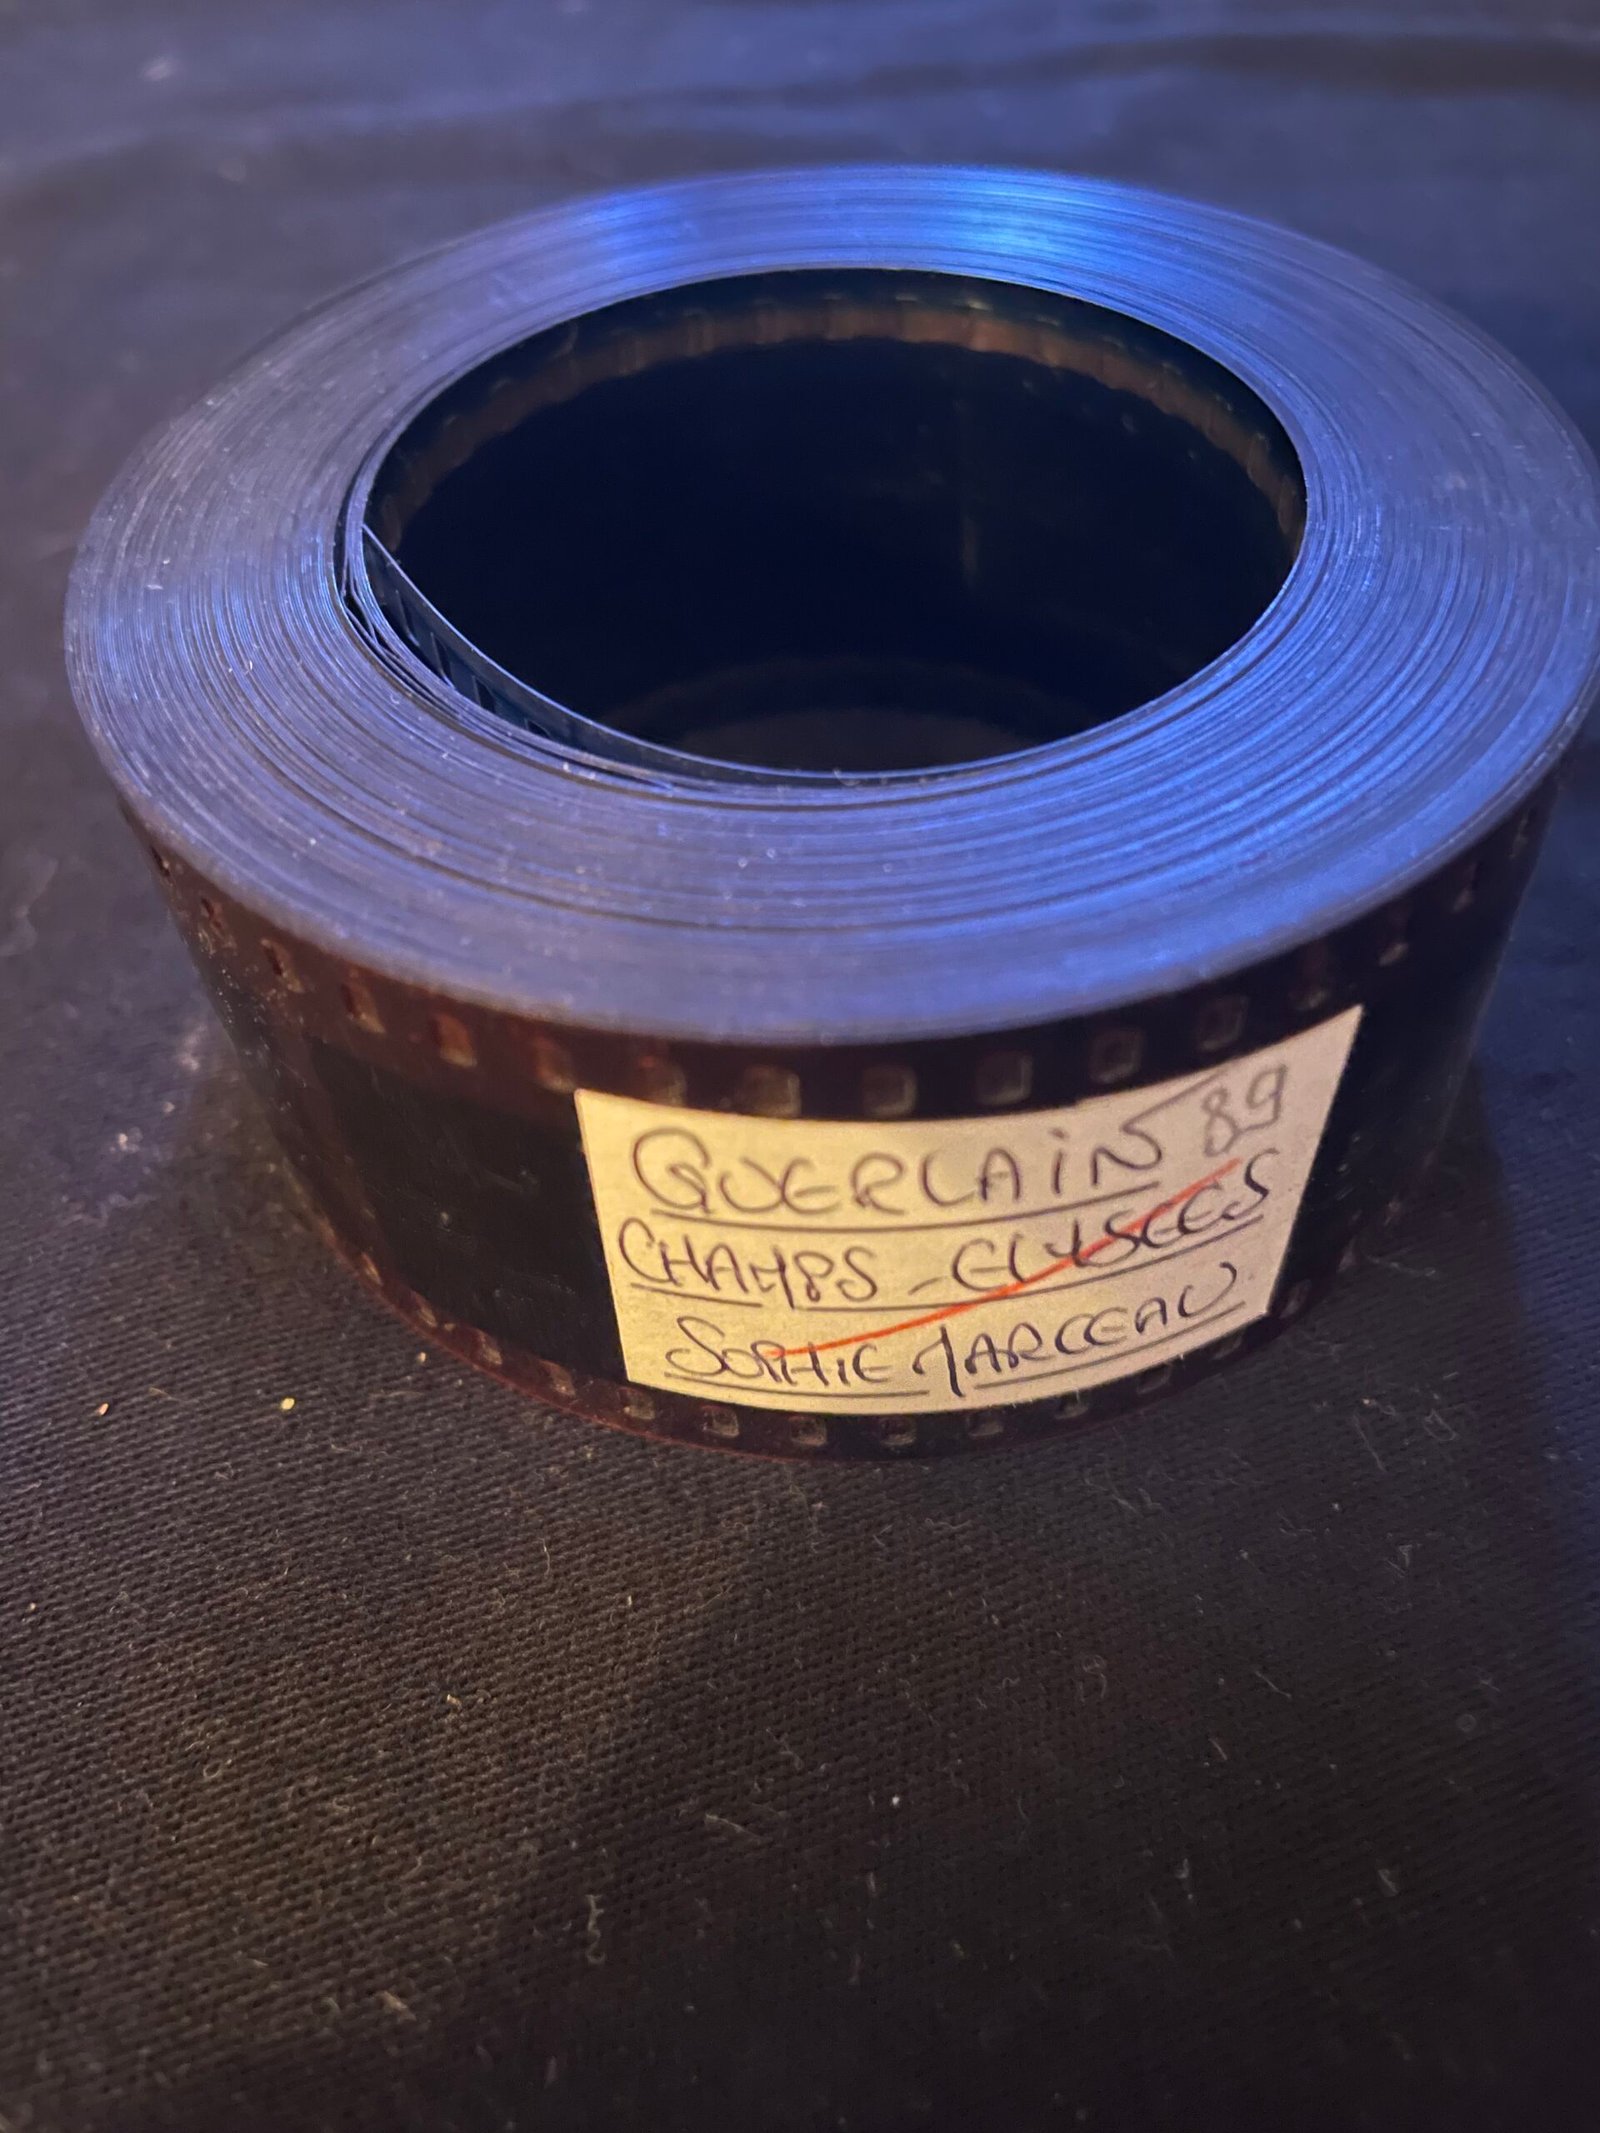 GUERLAIN 89
CHAMPS-ELYSEES
SOPHIE MARCEAU